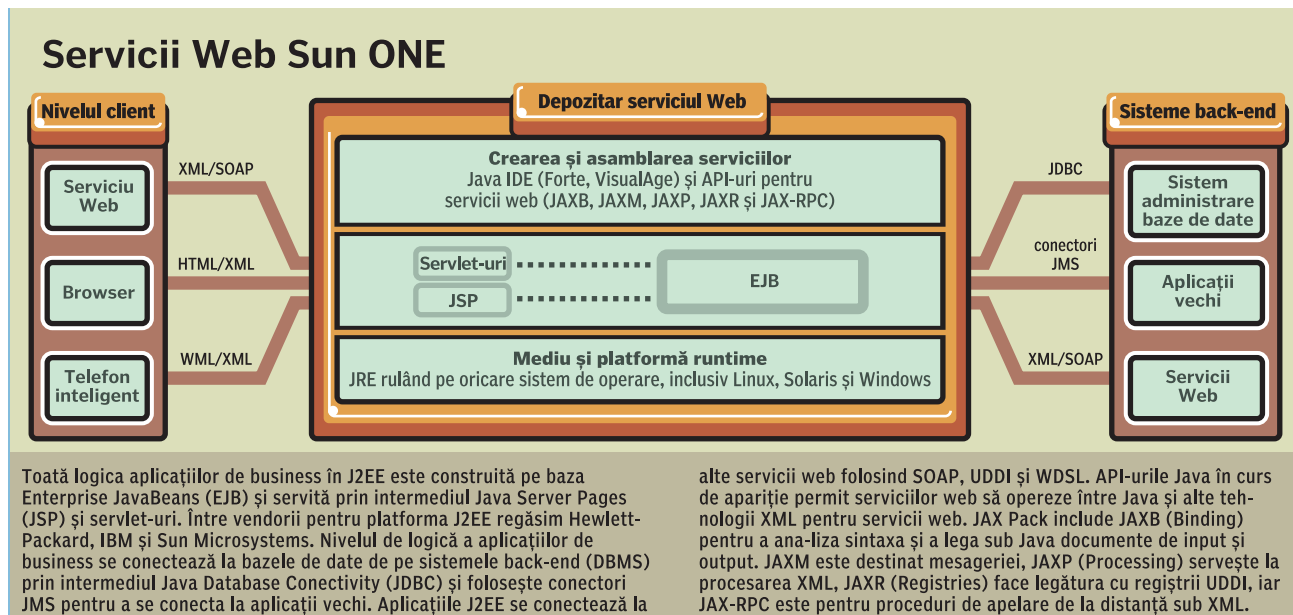 Servicii Web Sun ONE
Nivelul client
Serviciu
Web
Browser
Telefon
inteligent
XML/SOAP
HTML/XML
WML/XML
Depozitar serviciul Web
Crearea și asamblarea serviciilor
Java IDE (Forte, VisualAge) și API-uri pentru
servicii web (JAXB, JAXM, JAXP, JAXR și JAX-RPC)
Servlet-uri
JSP
EJB
Mediu și platformă runtime
JRE rulând pe oricare sistem de operare, inclusiv Linux, Solaris și Windows
JDBC
conectori
JMS
XML/SOAP
Sisteme back-end
Sistem
administrare
baze de date
Aplicații
vechi
Servicii
Web
Toată logica aplicațiilor de business în J2EE este construită pe baza
Enterprise JavaBeans (EJB) și servită prin intermediul Java Server Pages
(JSP) și servlet-uri. Între vendorii pentru platforma J2EE regăsim Hewlett-
Packard, IBM și Sun Microsystems. Nivelul de logică a aplicațiilor de
business se conectează la bazele de date de pe sistemele back-end (DBMS)
prin intermediul Java Database Conectivity (JDBC) și folosește conectori
JMS pentru a se conecta la aplicații vechi. Aplicațiile J2EE se conectează la
alte servicii web folosind SOAP, UDDI și WDSL. API-urile Java în curs
de apariție permit serviciilor web să opereze între Java și alte teh-
nologii XML pentru servicii web. JAX Pack include JAXB (Binding)
pentru a ana-liza sintaxa și a lega sub Java documente de input și
output. JAXM este destinat mesageriei, JAXP (Processing) servește la
procesarea XML, JAXR (Registries) face legătura cu regiștrii UDDI, iar
JAX-RPC este pentru proceduri de apelare de la distanță sub XML.